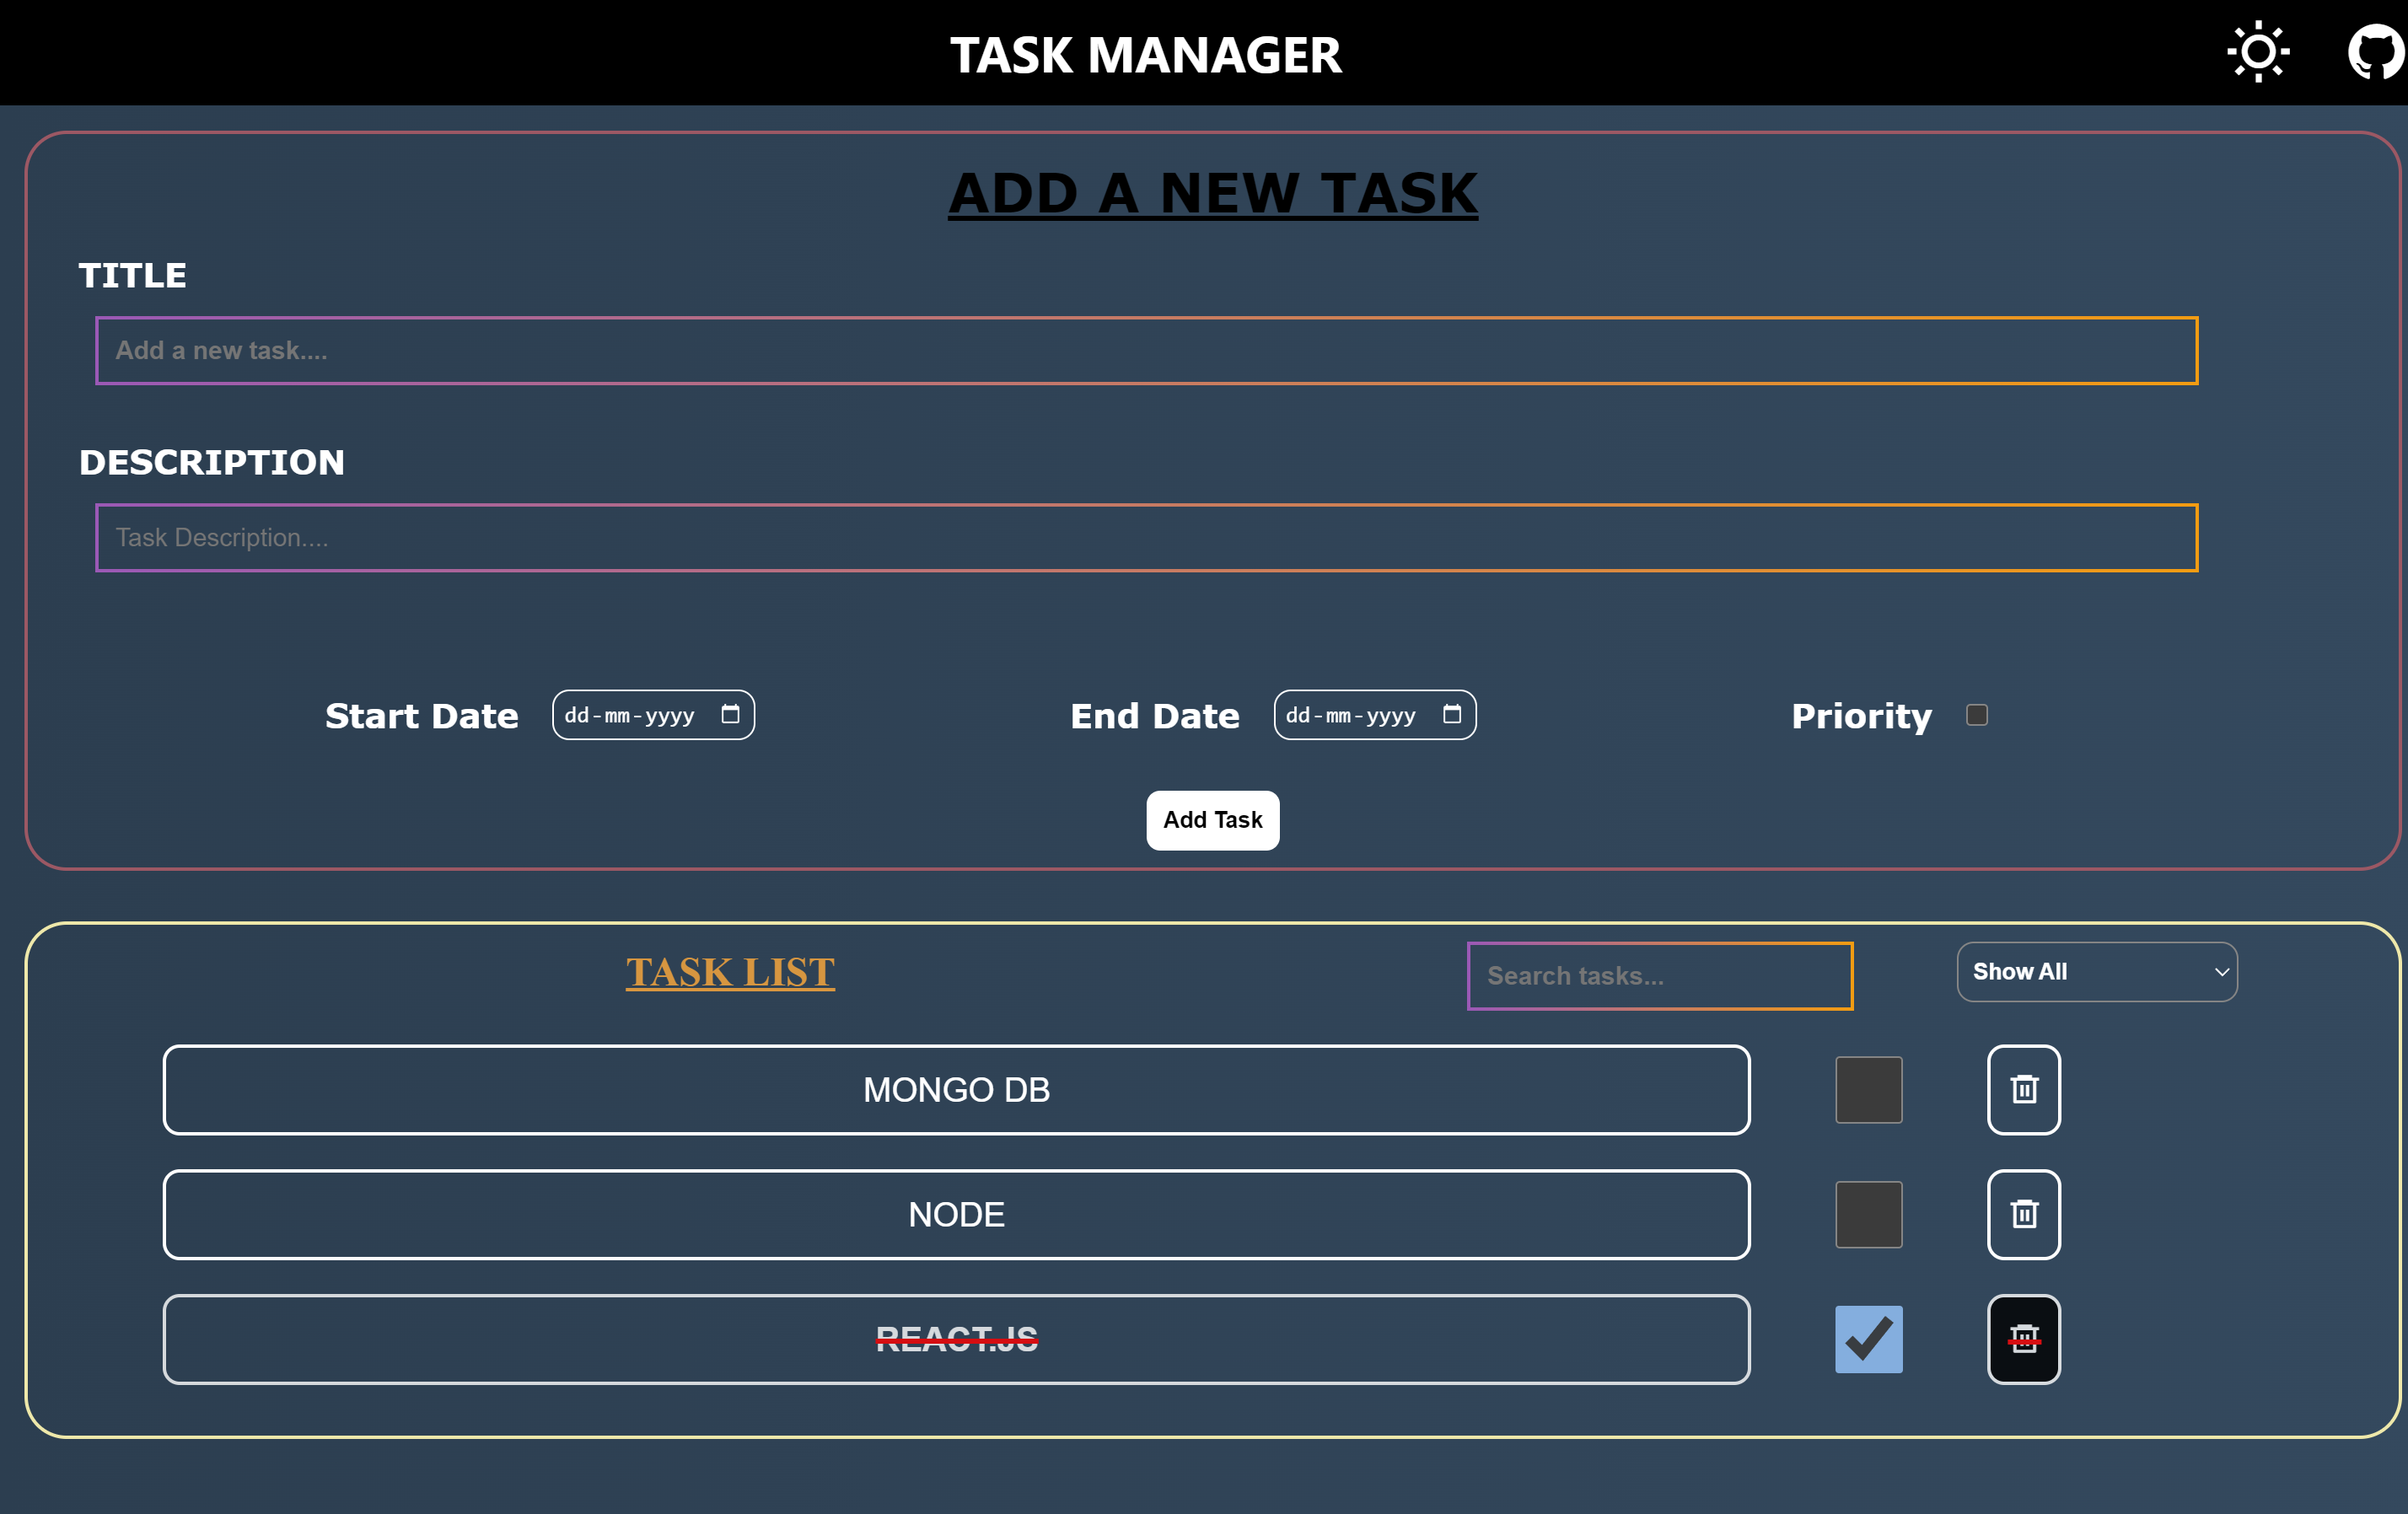 TASK MANAGER
ADD A NEW TASK
TITLE
Add a new task....
DESCRIPTION
Task Description....
Start Date dd-mm-yyyy End Date dd-mm-yyyy Priority
Add Task
TASK LIST Search tasks... Show All
MONGO DB
NODE
REACT.JS